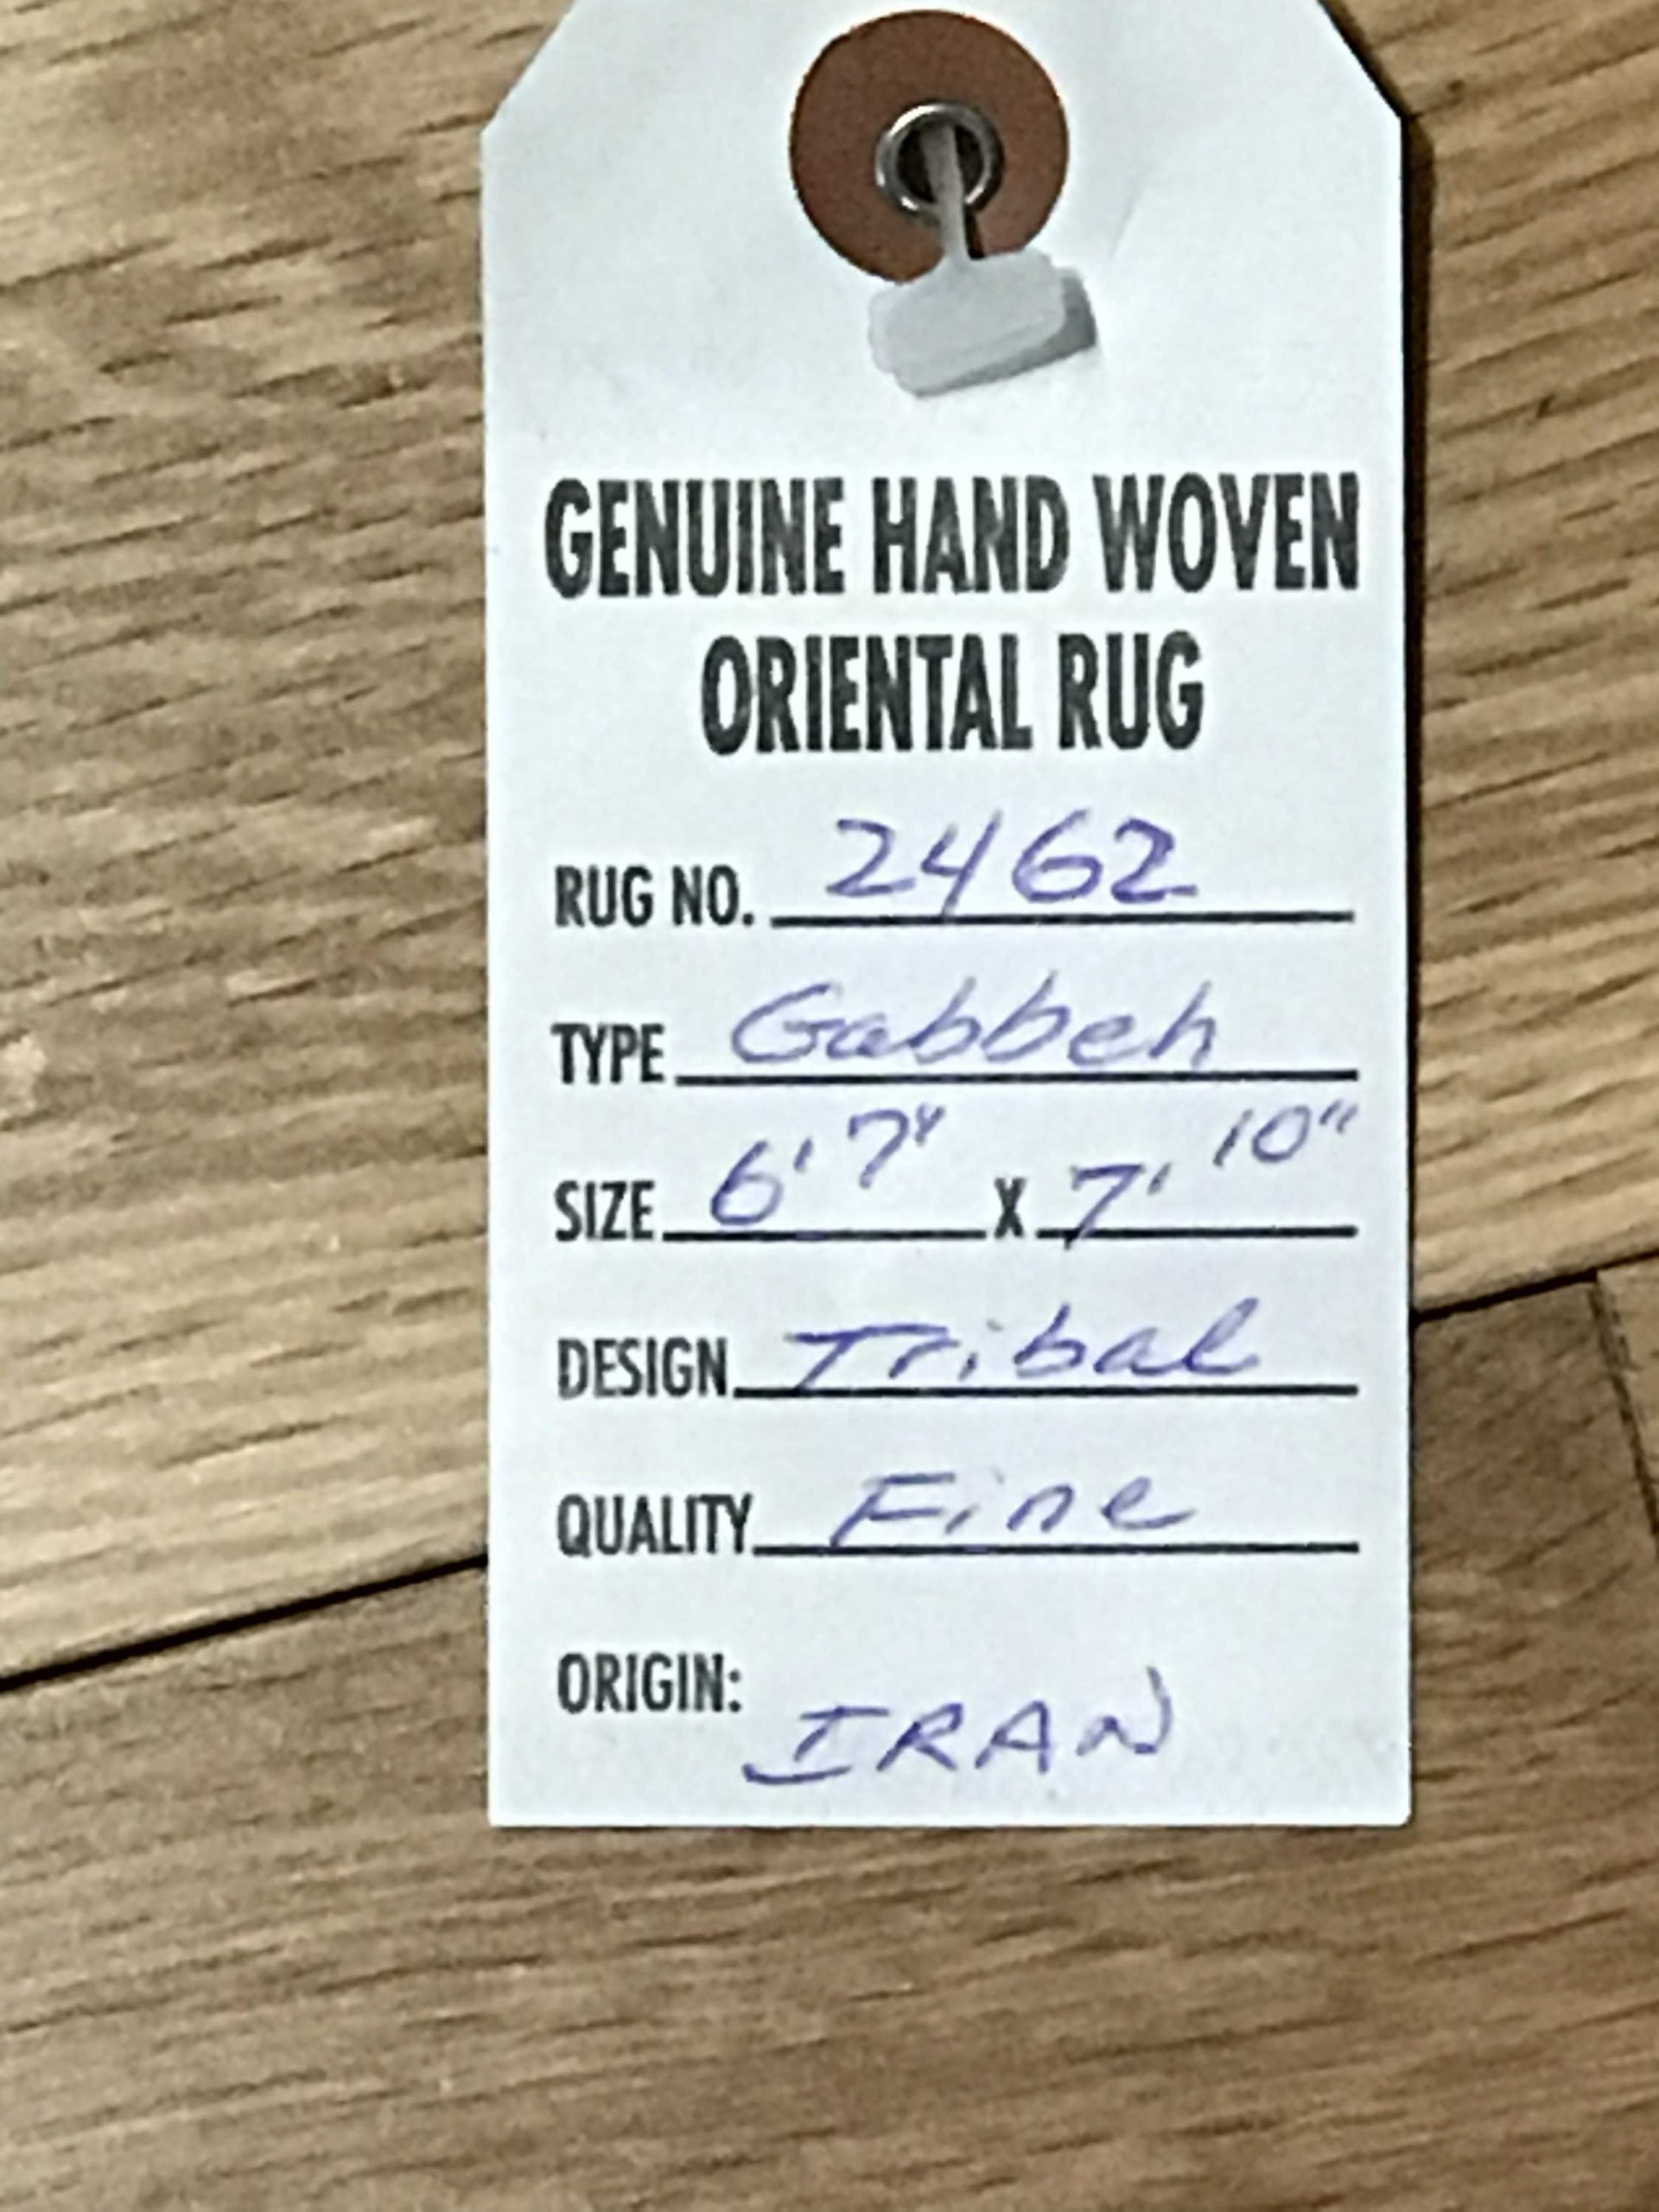 GENUINE HAND WOVEN
ORIENTAL RUG
RUG NO. 2462
TYPE Gabbeh
SIZE 6' 7" X 7' 10"
DESIGN Tribal
QUALITY Fine
ORIGIN:
IRAN